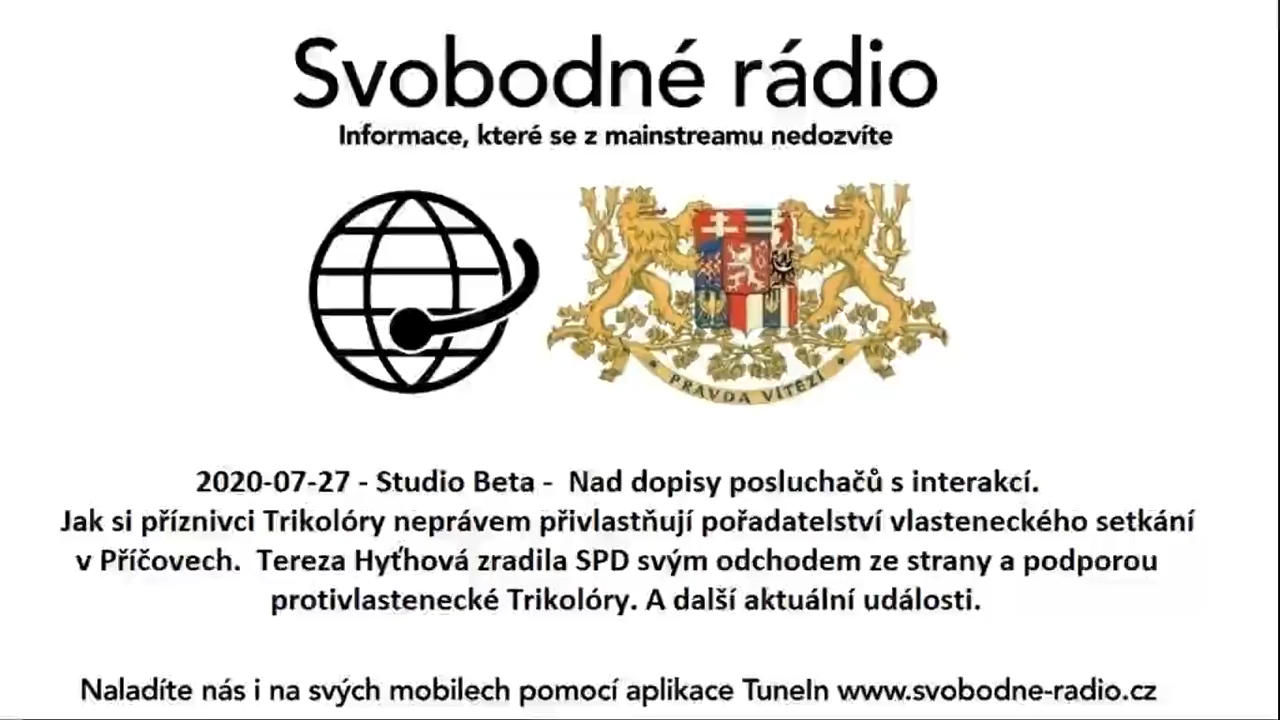 Svobodné rádio
Informace, které se z mainstreamu nedozvíte
PRAVDA VÍTĚZÍ
2020-07-27 - Studio Beta - Nad dopisy posluchačů s interakcí.
Jak si příznivci Trikolóry neprávem přivlastňují pořadatelství vlasteneckého setkání
v Příčovech. Tereza Hyťhová zradila SPD svým odchodem ze strany a podporou
protivlastenecké Trikolóry. A další aktuální události.
Naladíte nás i na svých mobilech pomocí aplikace TuneIn www.svobodne-radio.cz